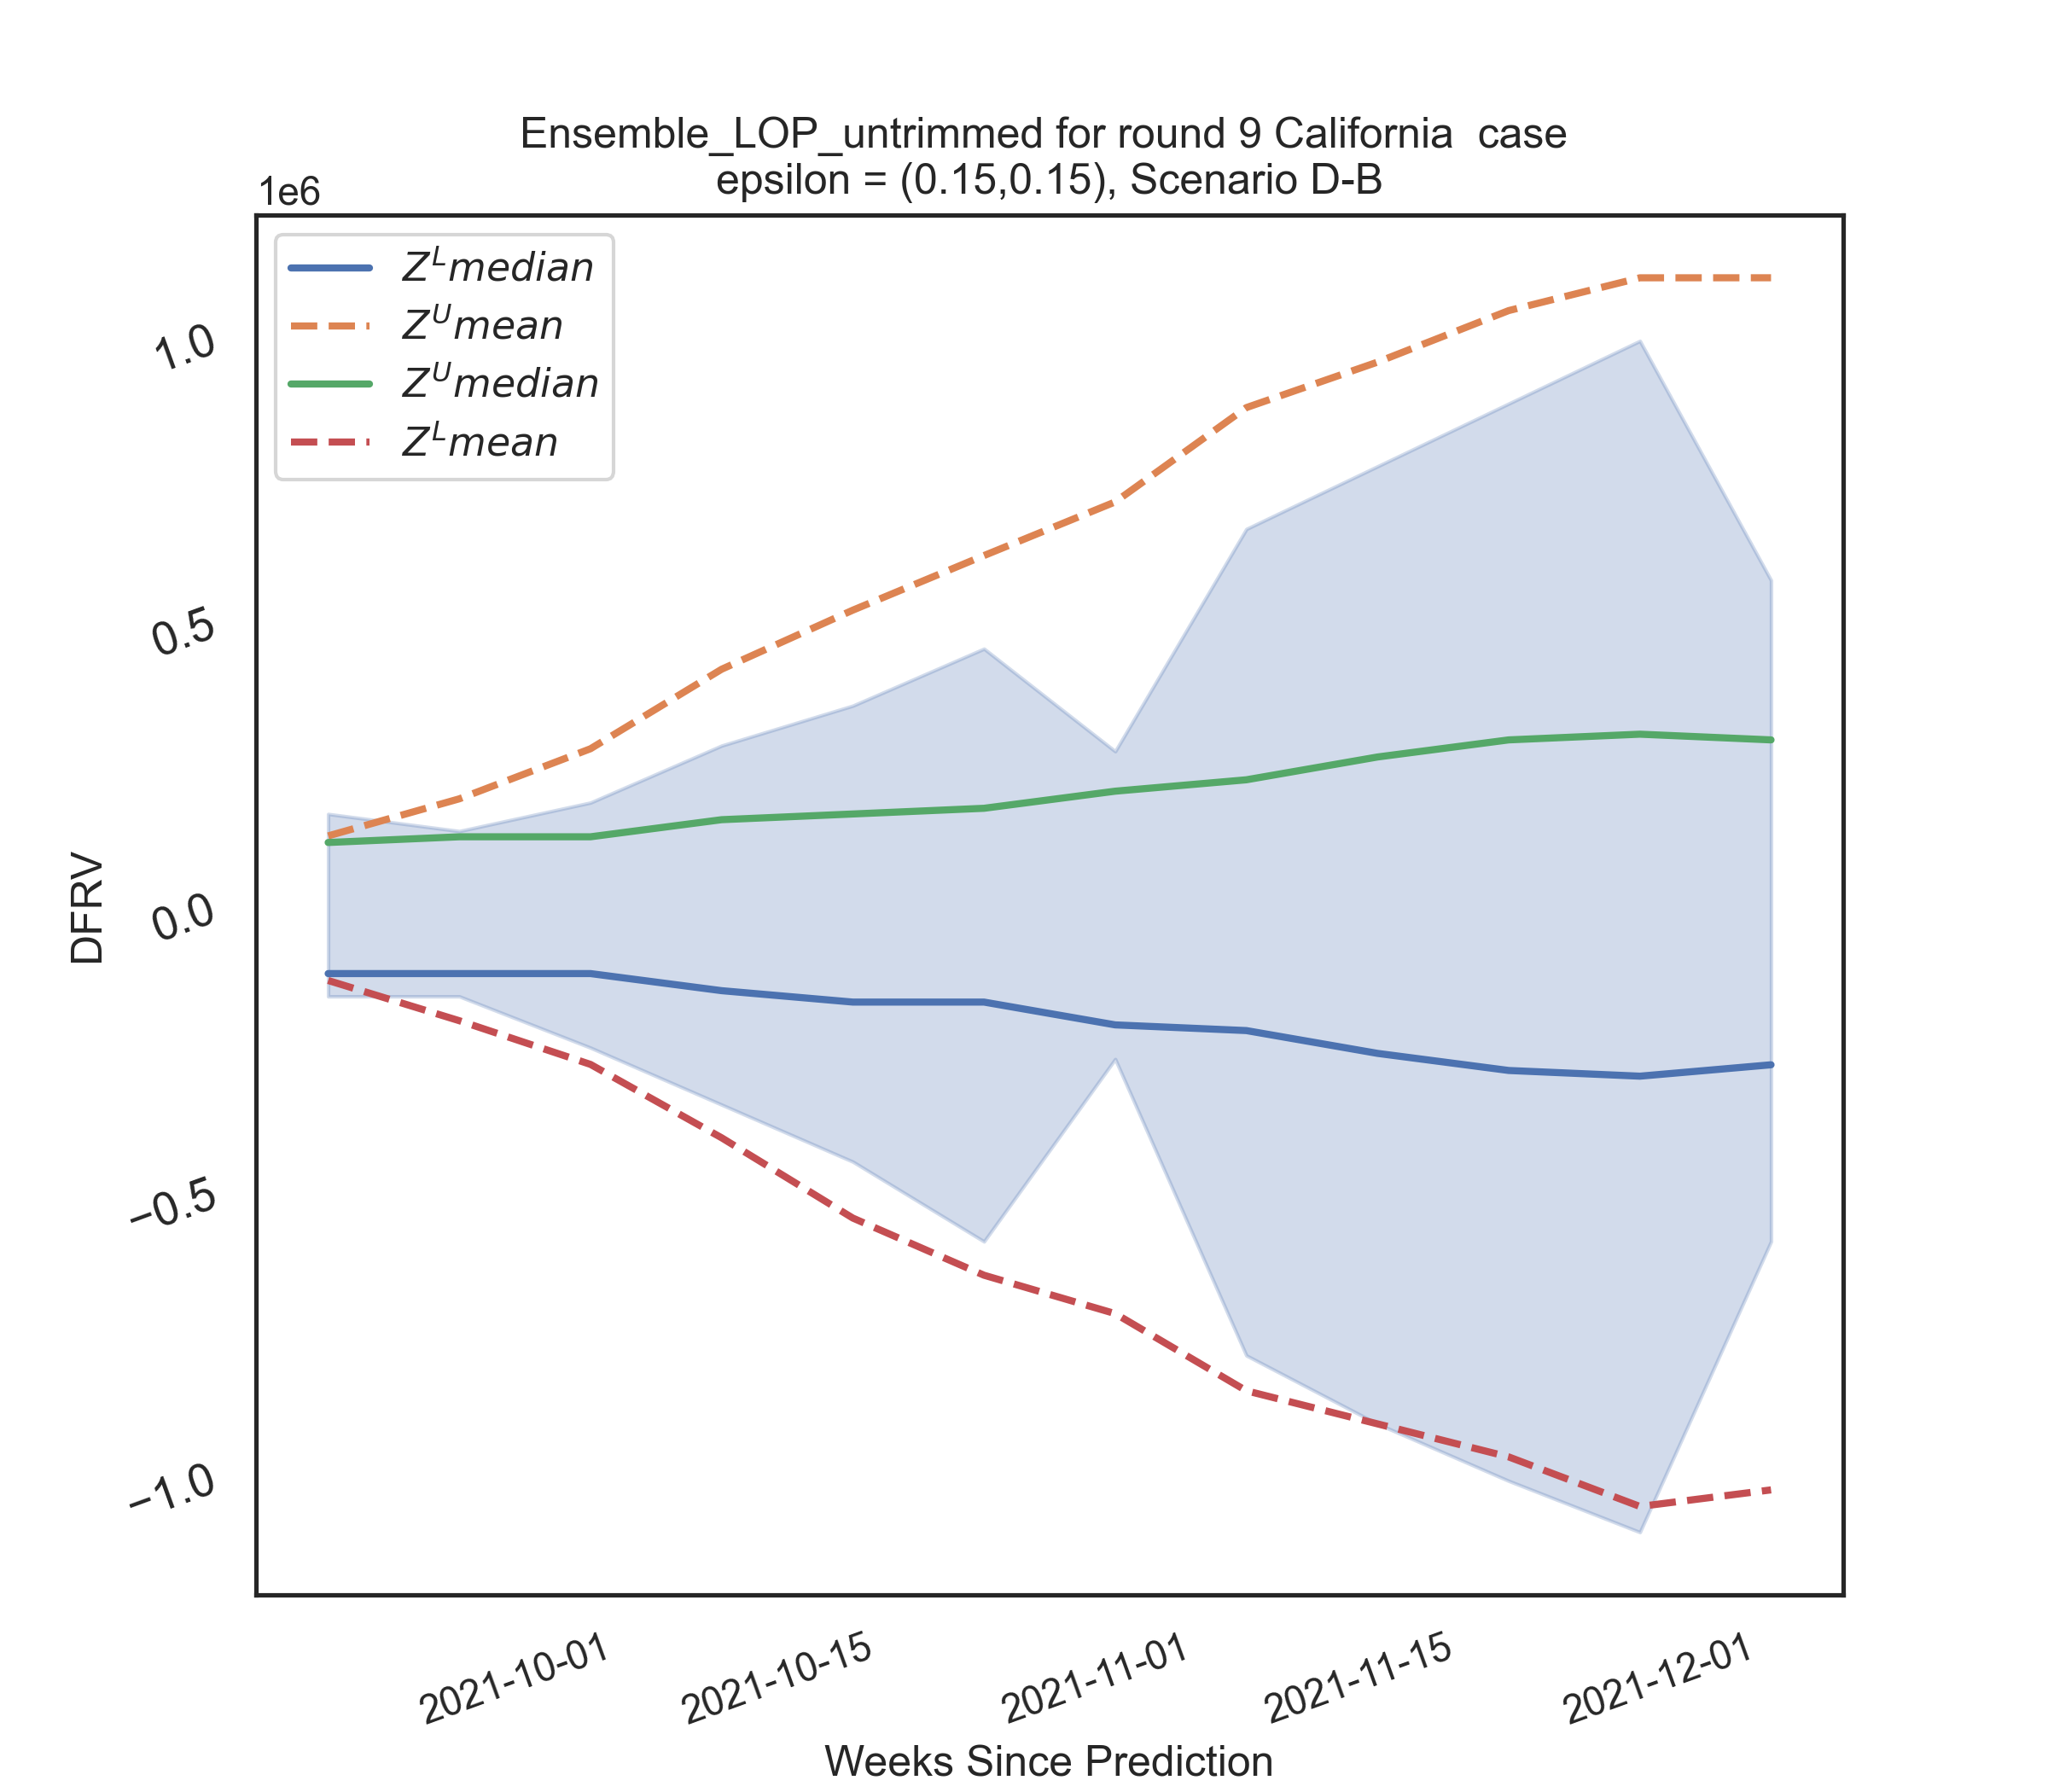 Ensemble_LOP_untrimmed for round 9 California  case
epsilon = (0.15,0.15), Scenario D-B
1e6
Z^L median
Z^U mean
Z^U median
Z^L mean
1.0
0.5
0.0
−0.5
−1.0
DFRV
2021-10-01
2021-10-15
2021-11-01
2021-11-15
2021-12-01
Weeks Since Prediction